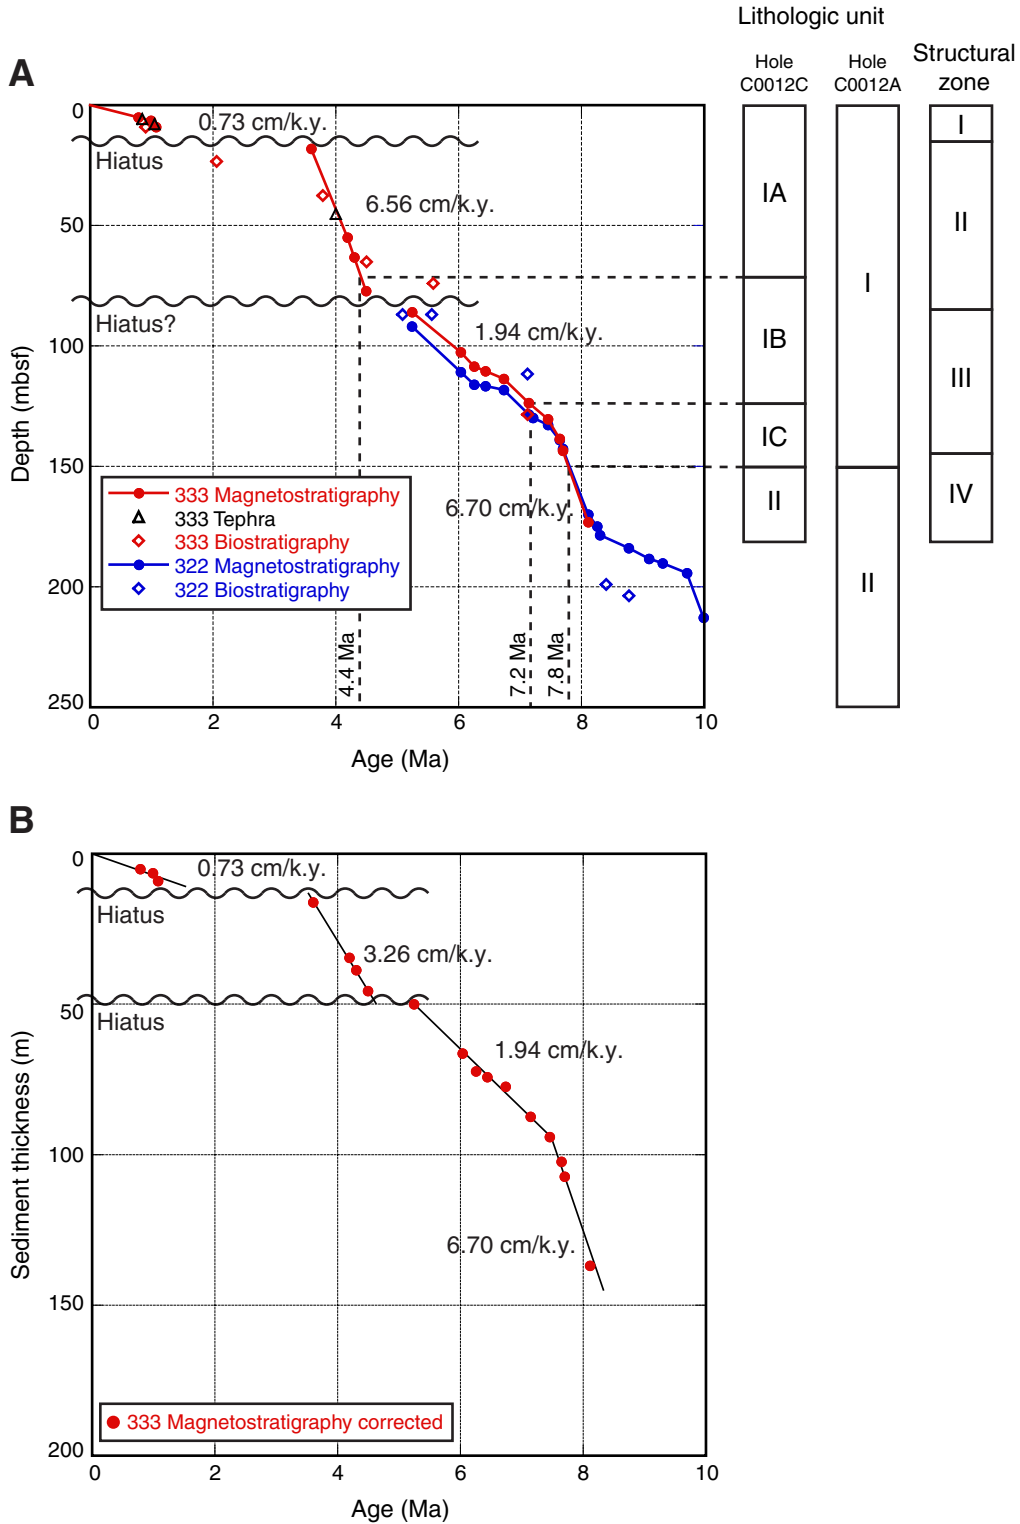 Lithologic unit
A
Hole
C0012C
Hole
C0012A
Structural
zone
0
0.73 cm/k.y.
Hiatus
6.56 cm/k.y.
50
Hiatus?
1.94 cm/k.y.
100
Depth (mbsf)
150
6.70 cm/k.y.
333 Magnetostratigraphy
333 Tephra
333 Biostratigraphy
322 Magnetostratigraphy
322 Biostratigraphy
200
4.4 Ma
7.2 Ma
7.8 Ma
250
0 2 4 6 8 10
Age (Ma)
IA
IB
IC
II
I
II
I
II
III
IV
B
0
0.73 cm/k.y.
Hiatus
3.26 cm/k.y.
50
Hiatus
1.94 cm/k.y.
Sediment thickness (m)
100
6.70 cm/k.y.
150
333 Magnetostratigraphy corrected
200
0 2 4 6 8 10
Age (Ma)